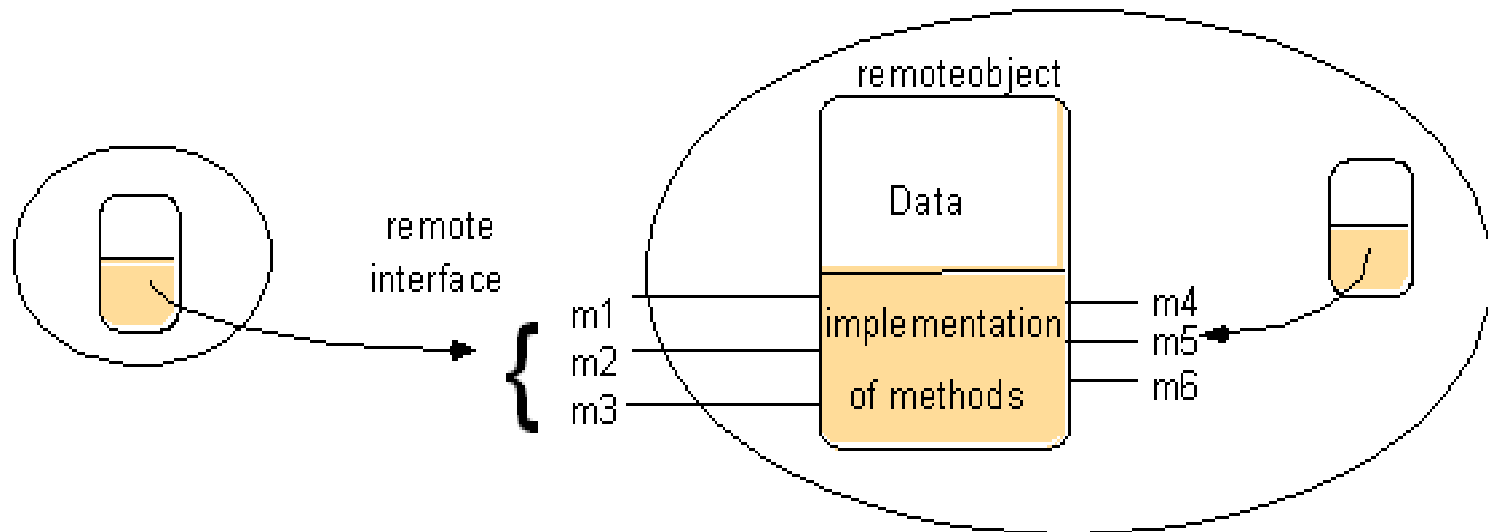 remoteobject
Data
remote
interface
m1
m2
m3
{
implementation
of methods
m4
m5
m6